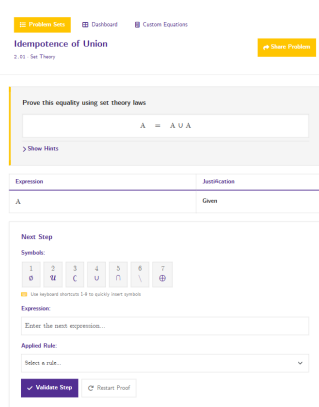 Problem Sets Dashboard Custom Equations
Idempotence of Union
2.01 · Set Theory
Share Problem
Prove this equality using set theory laws
A = A ∪ A
Show Hints
Expression Justification
A Given
Next Step
Symbols:
1 2 3 4 5 6 7
∅ 𝒰 ∁ ∪ ∩ \ ⊕
Use keyboard shortcuts 1-9 to quickly insert symbols
Expression:
Enter the next expression...
Applied Rule:
Select a rule...
Validate Step Restart Proof